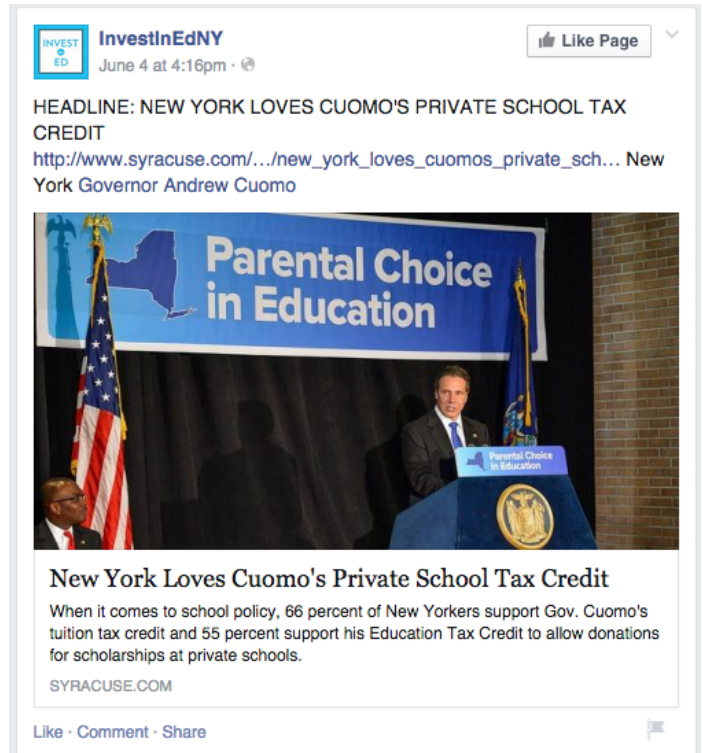 INVEST
IN
ED
InvestInEdNY
June 4 at 4:16pm ·
Like Page
HEADLINE: NEW YORK LOVES CUOMO'S PRIVATE SCHOOL TAX
CREDIT
http://www.syracuse.com/.../new_york_loves_cuomos_private_sch... New
York Governor Andrew Cuomo
Parental Choice
in Education
Parental Choice
in Education
New York Loves Cuomo's Private School Tax Credit
When it comes to school policy, 66 percent of New Yorkers support Gov. Cuomo's
tuition tax credit and 55 percent support his Education Tax Credit to allow donations
for scholarships at private schools.
SYRACUSE.COM
Like · Comment · Share